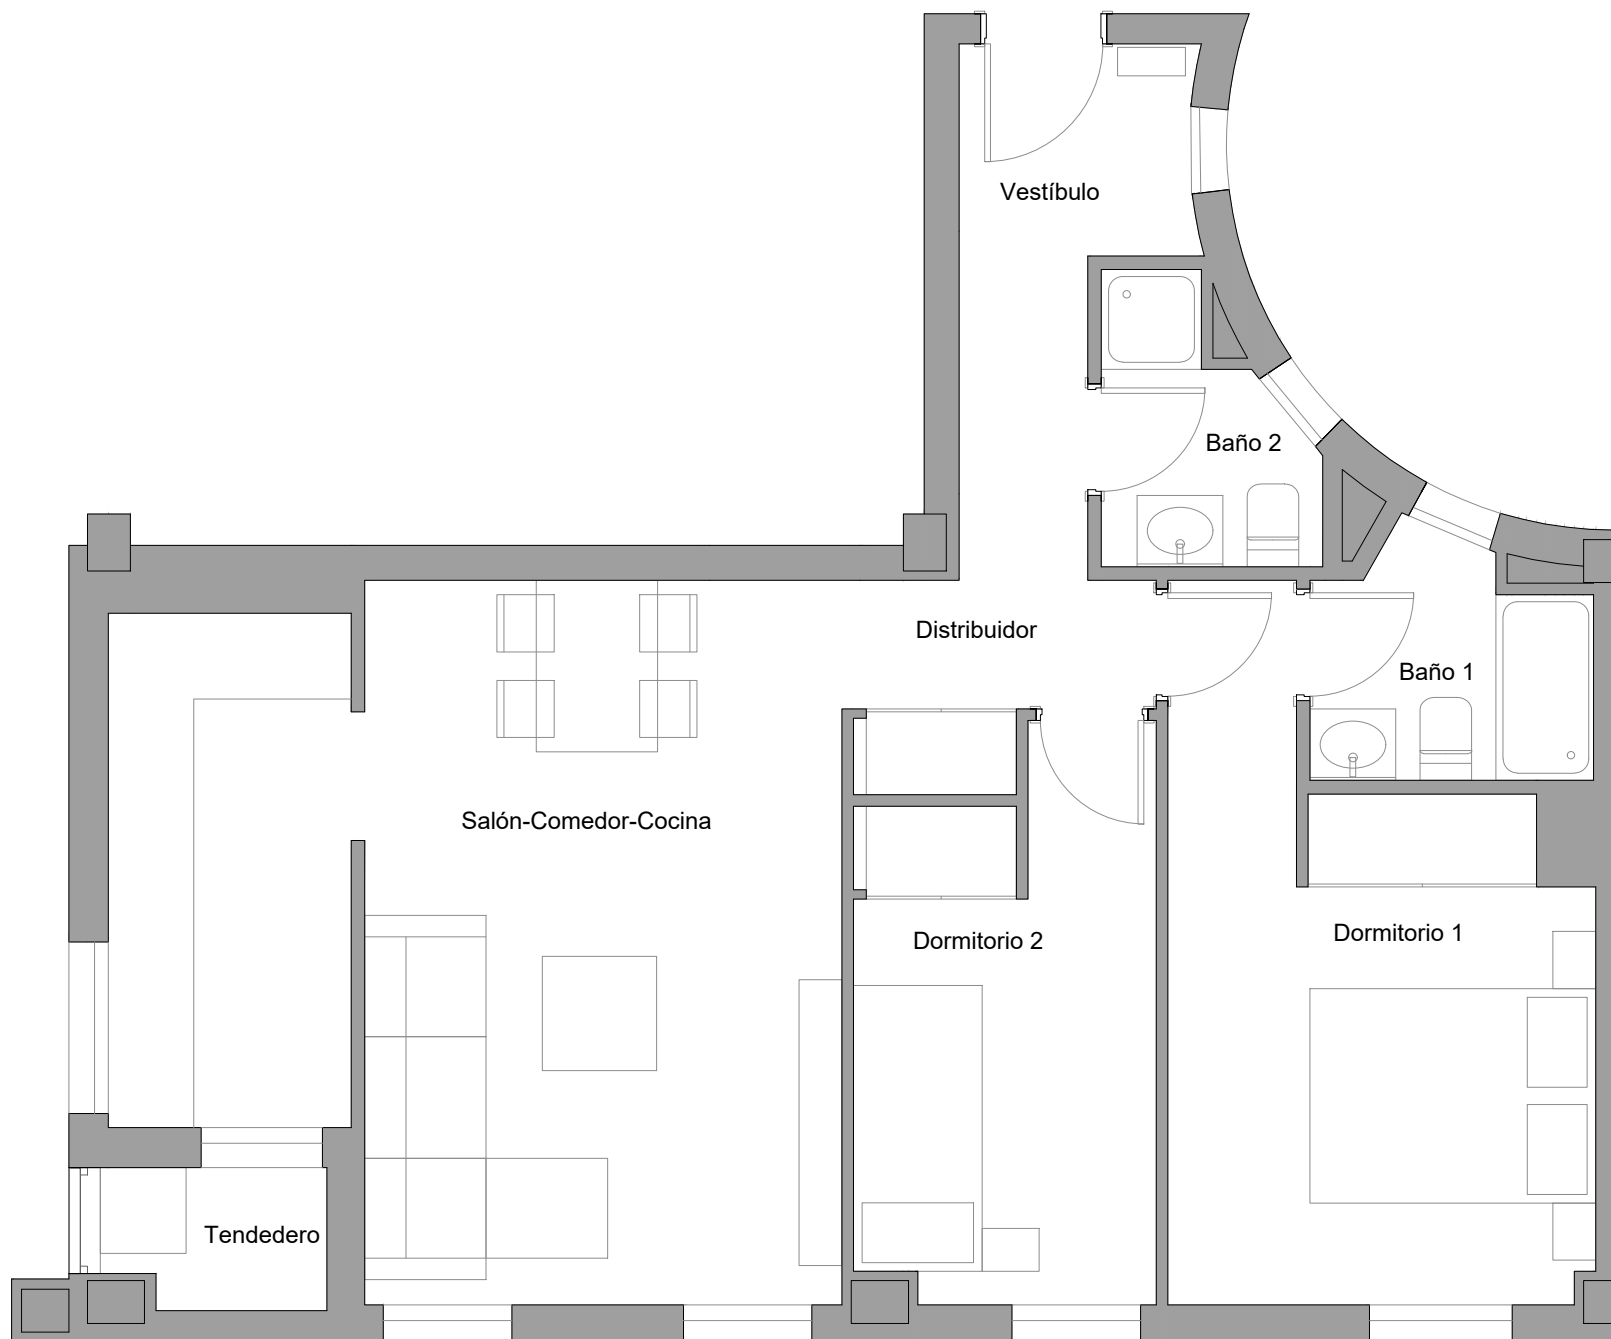 Vestíbulo
Baño 2
Distribuidor
Baño 1
Salón-Comedor-Cocina
Dormitorio 2
Dormitorio 1
Tendedero